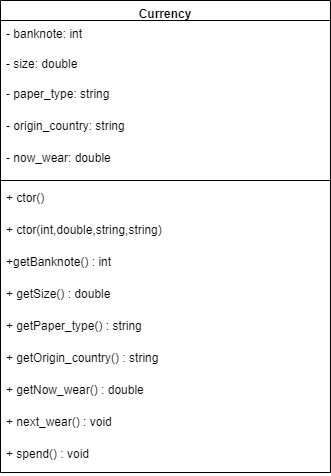 Currency
- banknote: int
- size: double
- paper_type: string
- origin_country: string
- now_wear: double
+ ctor()
+ ctor(int,double,string,string)
+getBanknote() : int
+ getSize() : double
+ getPaper_type() : string
+ getOrigin_country() : string
+ getNow_wear() : double
+ next_wear() : void
+ spend() : void